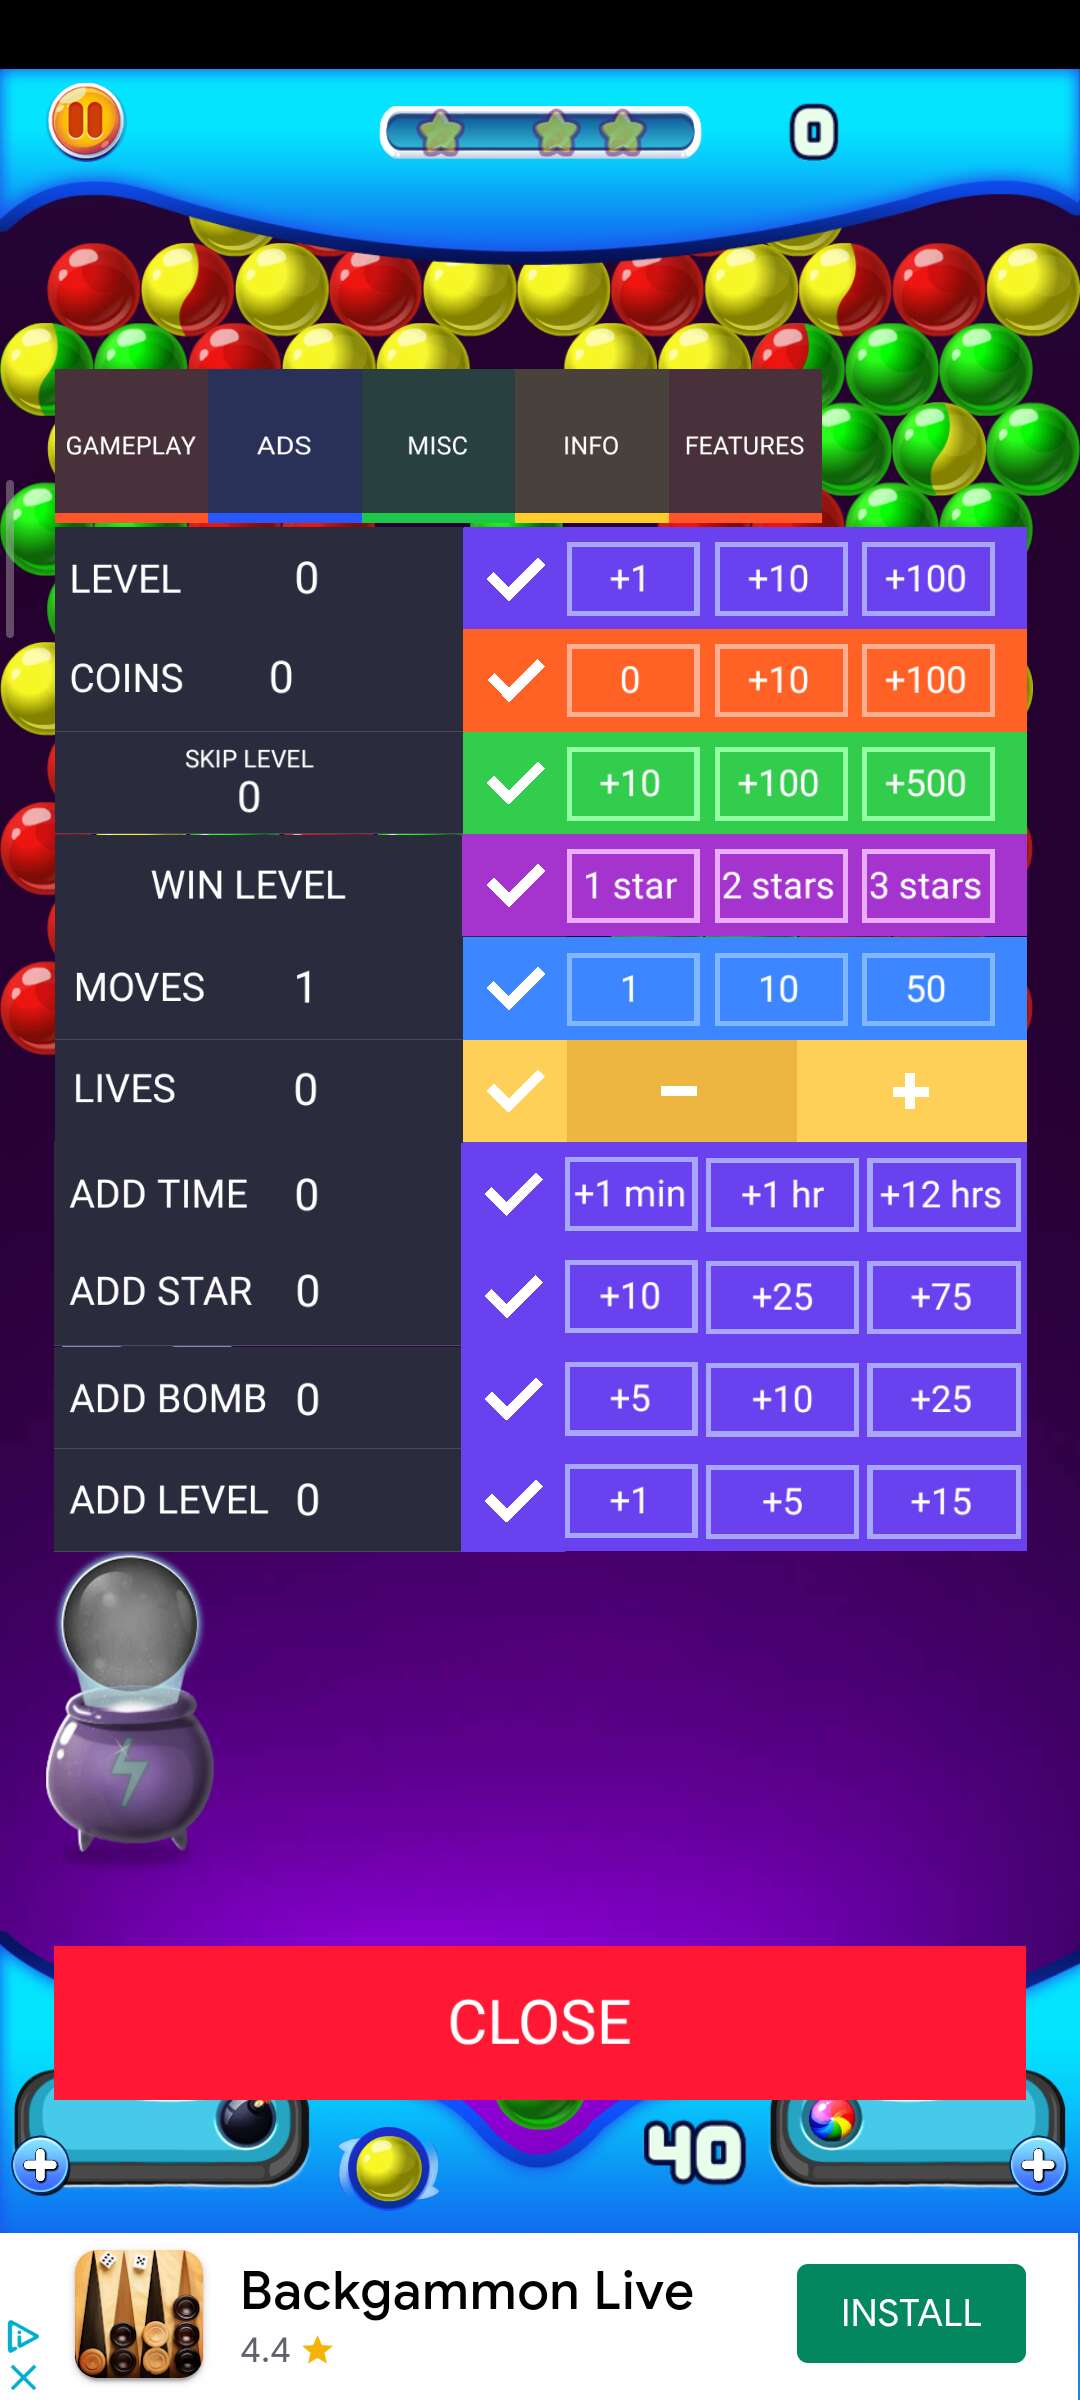 0
GAMEPLAY ADS MISC INFO FEATURES
LEVEL 0 +1 +10 +100
COINS 0 0 +10 +100
SKIP LEVEL
0 +10 +100 +500
WIN LEVEL 1 star 2 stars 3 stars
MOVES 1 1 10 50
LIVES 0 - +
ADD TIME 0 +1 min +1 hr +12 hrs
ADD STAR 0 +10 +25 +75
ADD BOMB 0 +5 +10 +25
ADD LEVEL 0 +1 +5 +15
CLOSE
40
Backgammon Live
4.4
INSTALL